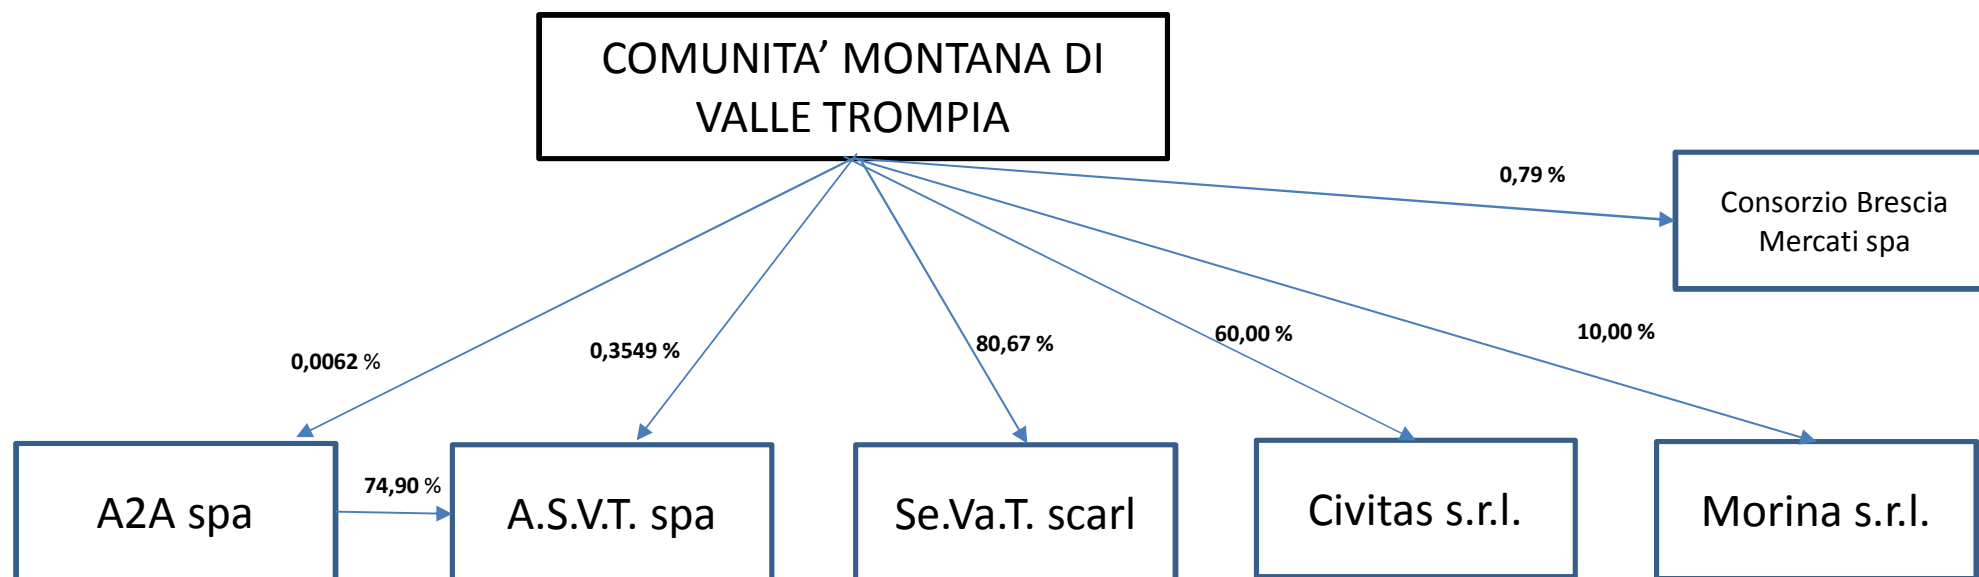 COMUNITA’ MONTANA DI
VALLE TROMPIA
0,79 %
Consorzio Brescia
Mercati spa
0,0062 %
0,3549 %
80,67 %
60,00 %
10,00 %
74,90 %
A2A spa
A.S.V.T. spa
Se.Va.T. scarl
Civitas s.r.l.
Morina s.r.l.